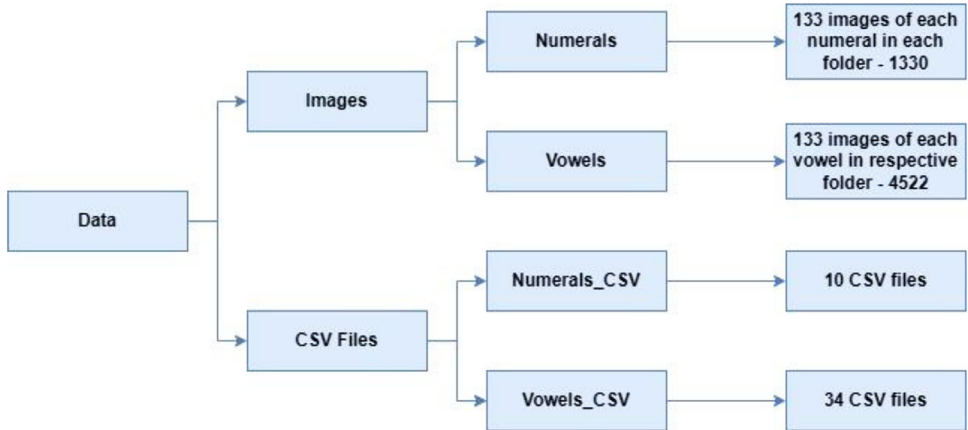 Data
Images
CSV Files
Numerals
Vowels
Numerals_CSV
Vowels_CSV
133 images of each
numeral in each
folder - 1330
133 images of each
vowel in respective
folder - 4522
10 CSV files
34 CSV files